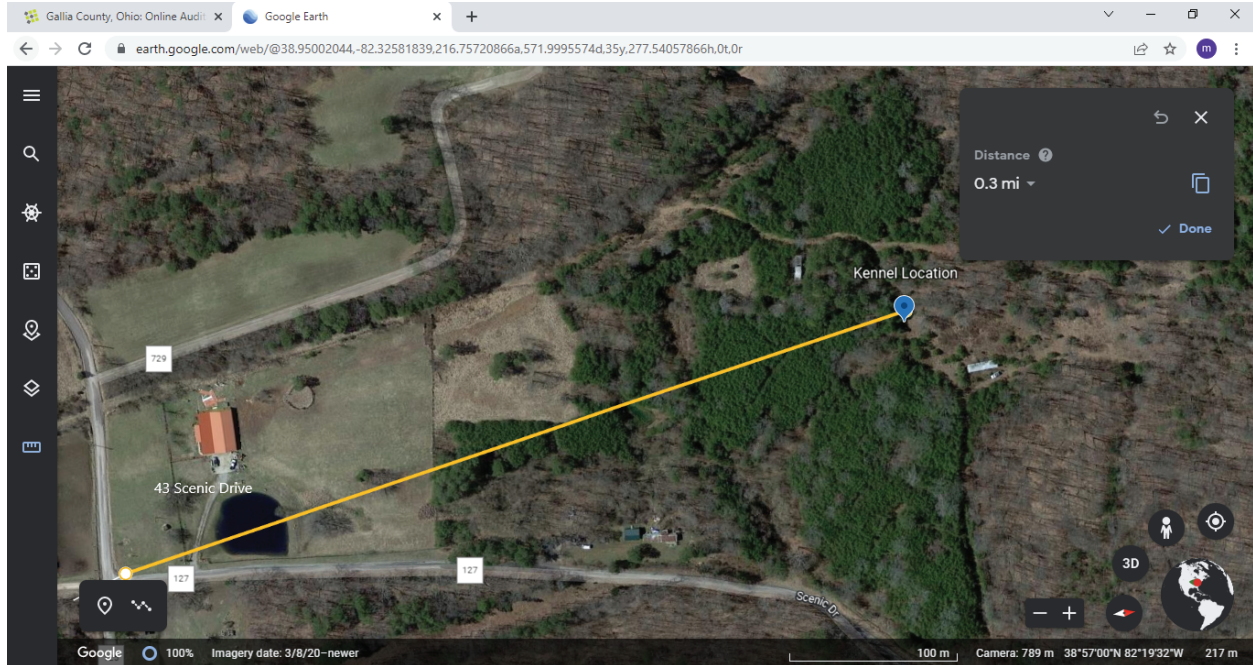 Gallia County, Ohio: Online Audit
Google Earth
earth.google.com/web/@38.95002044,-82.32581839,216.75720866a,571.9995574d,35y,277.54057866h,0t,0r
m
Distance ?
0.3 mi
Done
Kennel Location
729
43 Scenic Drive
127
127
Scenic Dr
3D
Google
100%
Imagery date: 3/8/20-newer
100 m
Camera: 789 m
38°57'00"N 82°19'32"W
217 m